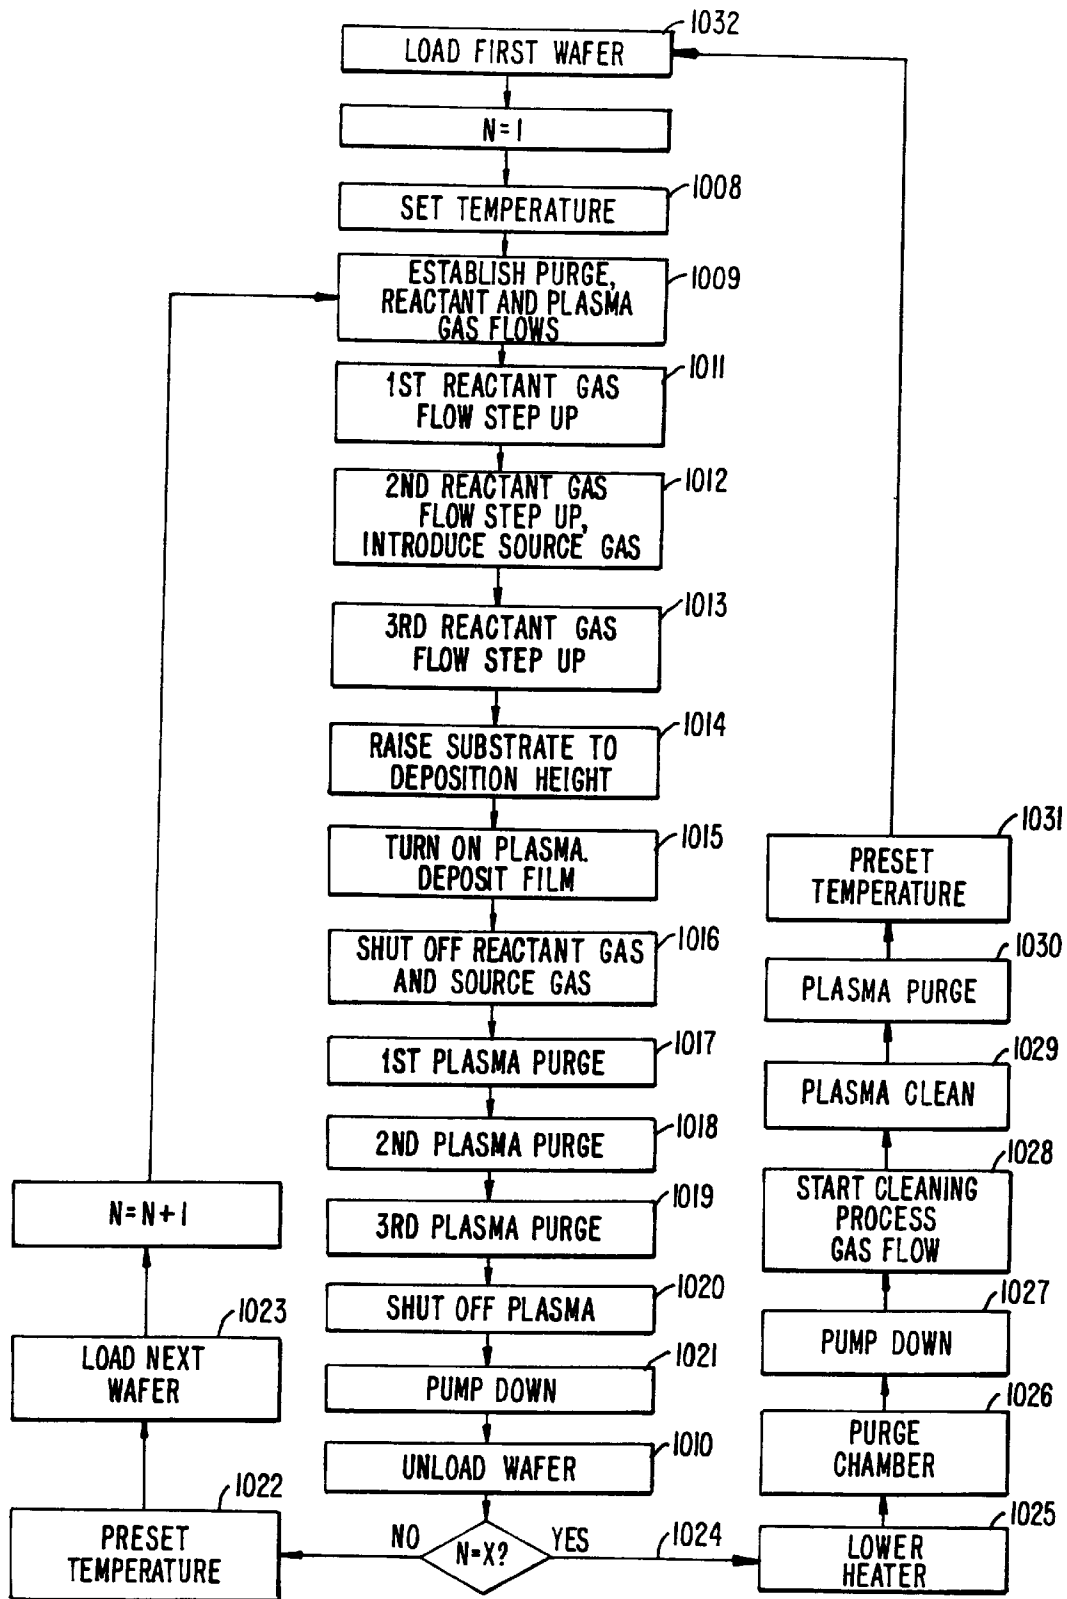 1032
LOAD FIRST WAFER
N=1
1008
SET TEMPERATURE
1009
ESTABLISH PURGE,
REACTANT AND PLASMA
GAS FLOWS
1011
1ST REACTANT GAS
FLOW STEP UP
1012
2ND REACTANT GAS
FLOW STEP UP,
INTRODUCE SOURCE GAS
1013
3RD REACTANT GAS
FLOW STEP UP
1014
RAISE SUBSTRATE TO
DEPOSITION HEIGHT
1015
TURN ON PLASMA.
DEPOSIT FILM
1016
SHUT OFF REACTANT GAS
AND SOURCE GAS
1017
1ST PLASMA PURGE
1018
2ND PLASMA PURGE
1019
3RD PLASMA PURGE
1020
SHUT OFF PLASMA
1021
PUMP DOWN
1010
UNLOAD WAFER
N=X?
NO
YES
1022
PRESET
TEMPERATURE
1023
LOAD NEXT
WAFER
N=N+1
1024
1025
LOWER
HEATER
1026
PURGE
CHAMBER
1027
PUMP DOWN
1028
START CLEANING
PROCESS
GAS FLOW
1029
PLASMA CLEAN
1030
PLASMA PURGE
1031
PRESET
TEMPERATURE